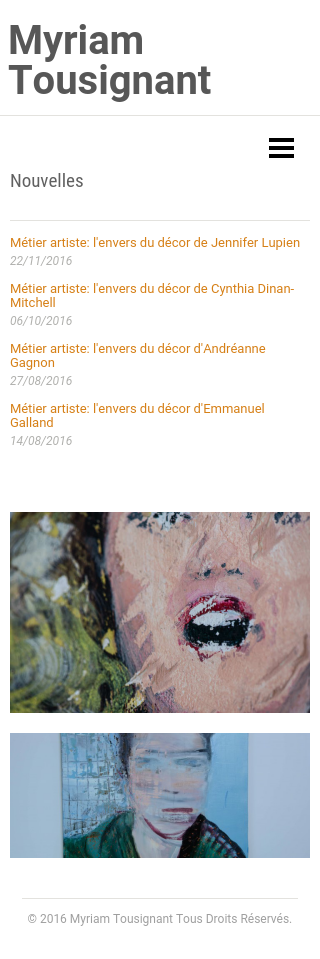 Myriam
Tousignant
Nouvelles
Métier artiste: l'envers du décor de Jennifer Lupien
22/11/2016
Métier artiste: l'envers du décor de Cynthia Dinan-
Mitchell
06/10/2016
Métier artiste: l'envers du décor d'Andréanne
Gagnon
27/08/2016
Métier artiste: l'envers du décor d'Emmanuel
Galland
14/08/2016
© 2016 Myriam Tousignant Tous Droits Réservés.